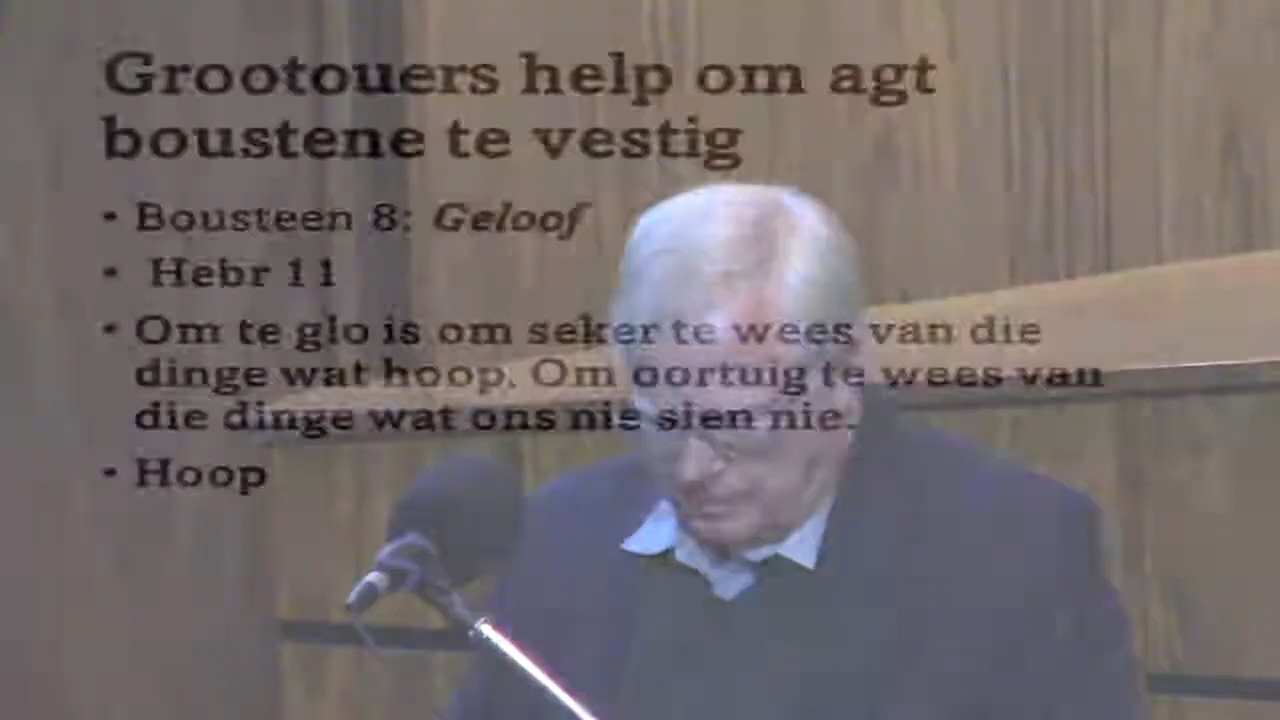 Grootouers help om agt
boustene te vestig
• Bousteen 8: Geloof
• Hebr 11
• Om te glo is om seker te wees van die
dinge wat hoop. Om oortuig te wees van
die dinge wat ons nie sien nie.
• Hoop